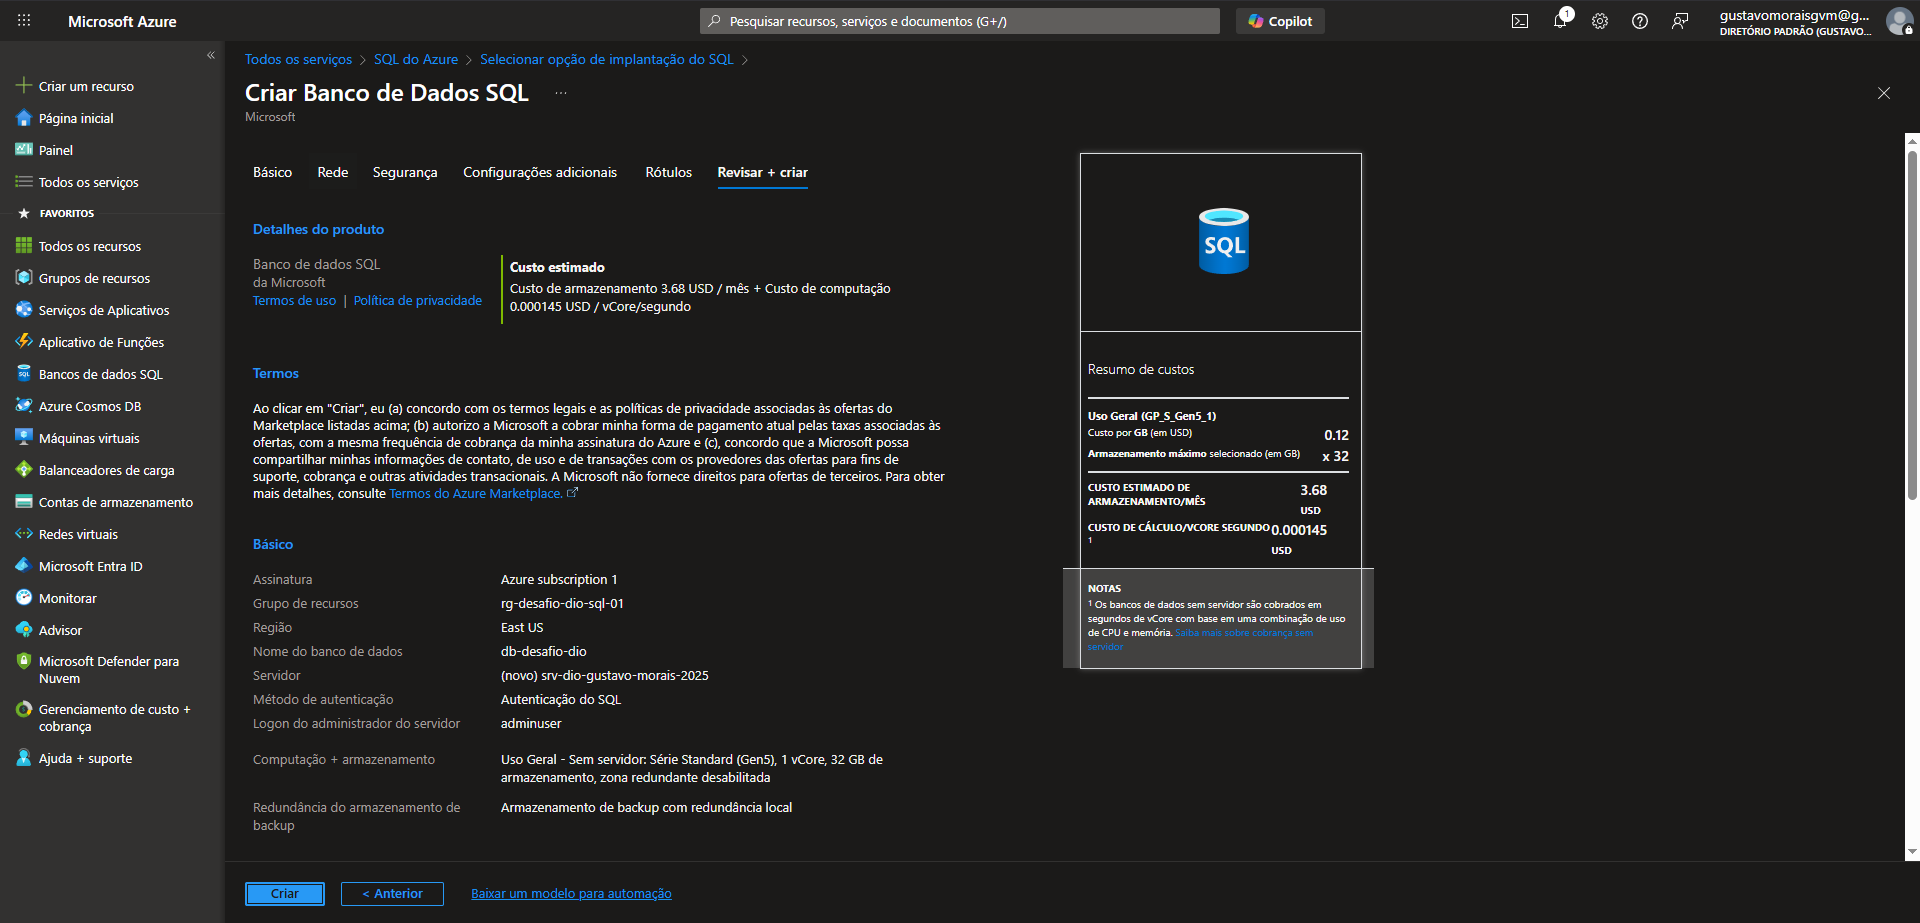 Microsoft Azure
Pesquisar recursos, serviços e documentos (G+/)
Copilot
1
gustavomoraisgvm@g...
DIRETÓRIO PADRÃO (GUSTAVO...
Criar um recurso
Página inicial
Painel
Todos os serviços
FAVORITOS
Todos os recursos
Grupos de recursos
Serviços de Aplicativos
Aplicativo de Funções
Bancos de dados SQL
Azure Cosmos DB
Máquinas virtuais
Balanceadores de carga
Contas de armazenamento
Redes virtuais
Microsoft Entra ID
Monitorar
Advisor
Microsoft Defender para
Nuvem
Gerenciamento de custo +
cobrança
Ajuda + suporte
Todos os serviços > SQL do Azure > Selecionar opção de implantação do SQL >
Criar Banco de Dados SQL ...
Microsoft
Básico Rede Segurança Configurações adicionais Rótulos Revisar + criar
Detalhes do produto
Banco de dados SQL
da Microsoft
Termos de uso | Política de privacidade
Custo estimado
Custo de armazenamento 3.68 USD / mês + Custo de computação
0.000145 USD / vCore/segundo
Termos
Ao clicar em "Criar", eu (a) concordo com os termos legais e as políticas de privacidade associadas às ofertas do
Marketplace listadas acima; (b) autorizo a Microsoft a cobrar minha forma de pagamento atual pelas taxas associadas às
ofertas, com a mesma frequência de cobrança da minha assinatura do Azure e (c), concordo que a Microsoft possa
compartilhar minhas informações de contato, de uso e de transações com os provedores das ofertas para fins de
suporte, cobrança e outras atividades transacionais. A Microsoft não fornece direitos para ofertas de terceiros. Para obter
mais detalhes, consulte Termos do Azure Marketplace.
Básico
Assinatura Azure subscription 1
Grupo de recursos rg-desafio-dio-sql-01
Região East US
Nome do banco de dados db-desafio-dio
Servidor (novo) srv-dio-gustavo-morais-2025
Método de autenticação Autenticação do SQL
Logon do administrador do servidor adminuser
Computação + armazenamento Uso Geral - Sem servidor: Série Standard (Gen5), 1 vCore, 32 GB de
armazenamento, zona redundante desabilitada
Redundância do armazenamento de Armazenamento de backup com redundância local
backup
SQL
Resumo de custos
Uso Geral (GP_S_Gen5_1)
Custo por GB (em USD) 0.12
Armazenamento máximo selecionado (em GB) x 32
CUSTO ESTIMADO DE 3.68
ARMAZENAMENTO/MÊS
USD
CUSTO DE CÁLCULO/VCORE SEGUNDO 0.000145
1
USD
NOTAS
1 Os bancos de dados sem servidor são cobrados em
segundos de vCore com base em uma combinação de uso
de CPU e memória. Saiba mais sobre cobrança sem
servidor
Criar
< Anterior
Baixar um modelo para automação